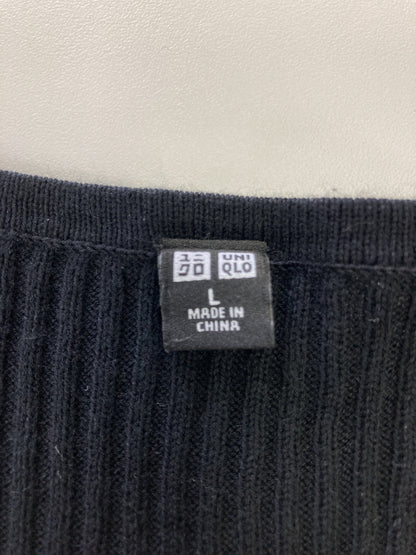 ユニ UNI
クロ QLO
L
MADE IN
CHINA